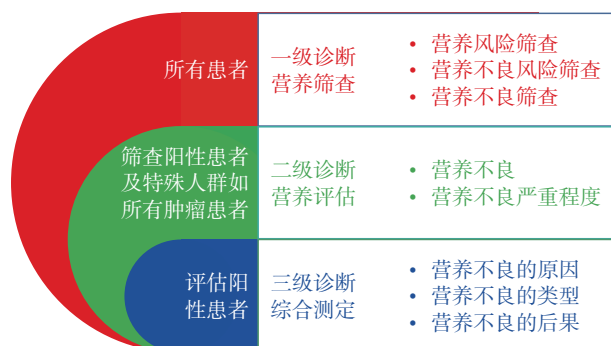 所有患者
一级诊断
营养筛查
• 营养风险筛查
• 营养不良风险筛查
• 营养不良筛查
筛查阳性患者
及特殊人群如
所有肿瘤患者
二级诊断
营养评估
• 营养不良
• 营养不良严重程度
评估阳
性患者
三级诊断
综合测定
• 营养不良的原因
• 营养不良的类型
• 营养不良的后果